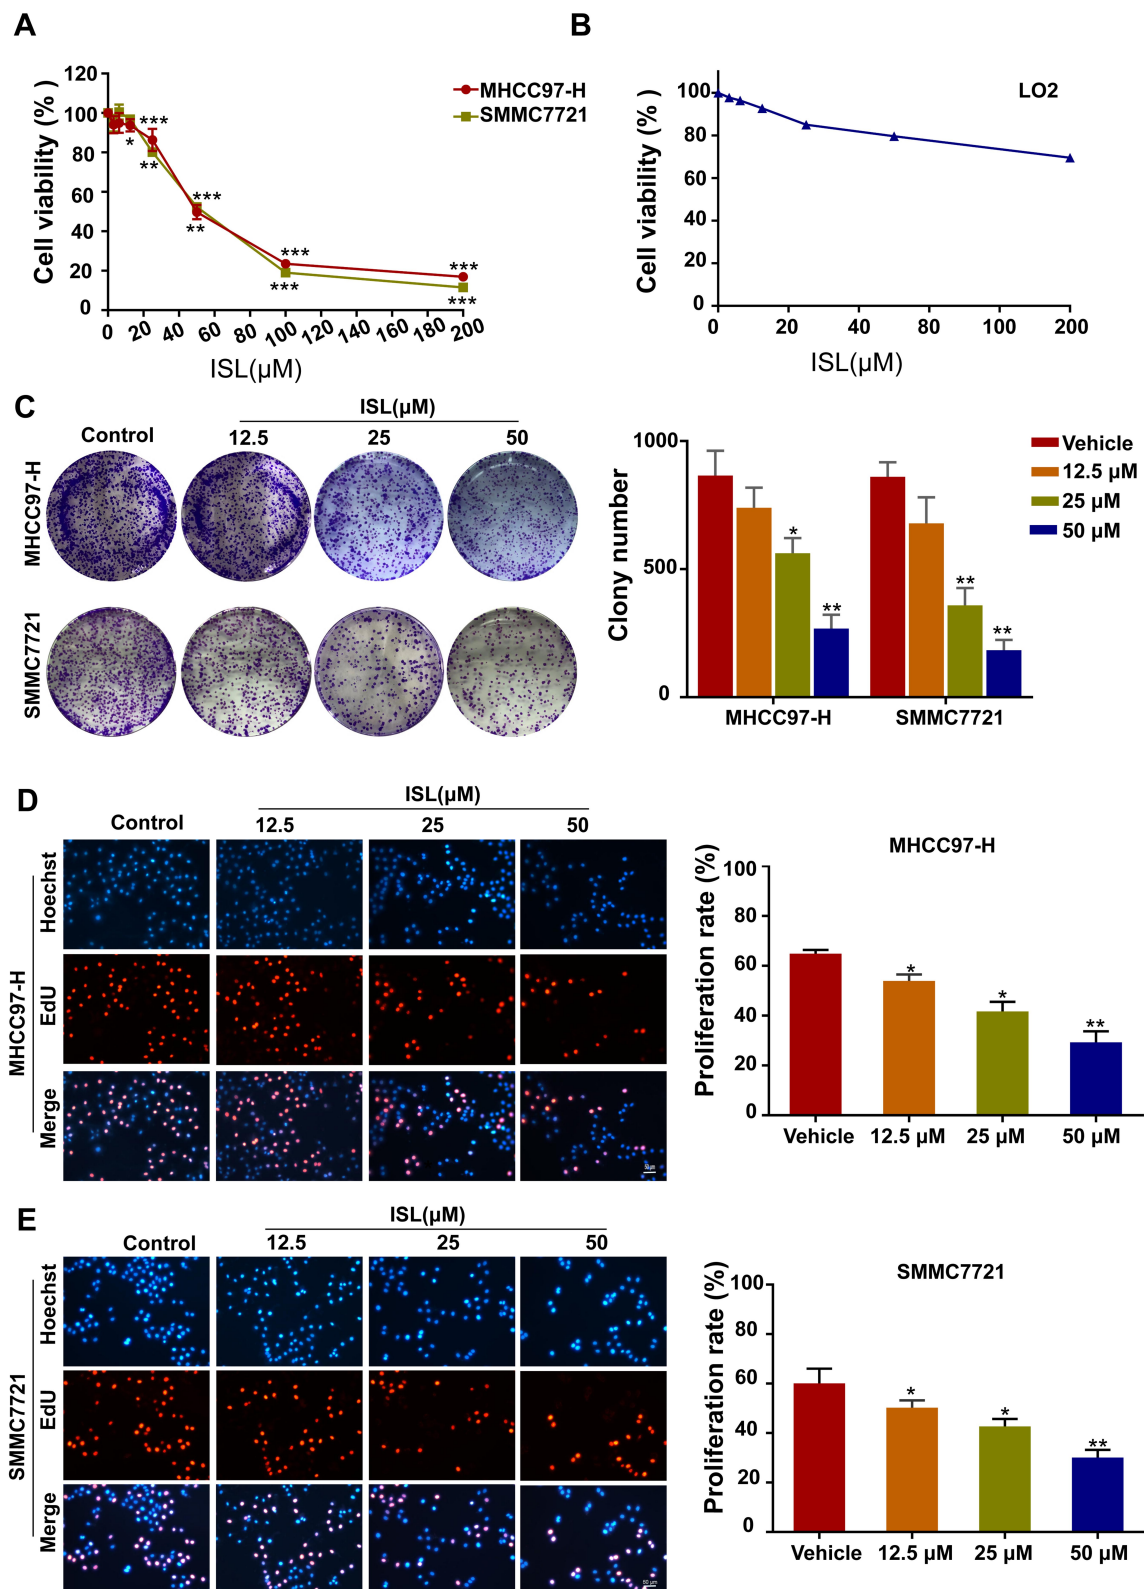 A
120
100
80
60
40
20
0
Cell viability (% )
MHCC97-H
SMMC7721
***
*
**
***
**
***
***
***
***
0 20 40 60 80 100 120 140 160 180 200
ISL(µM)
B
LO2
100
80
60
40
20
0
Cell viability (% )
0 20 40 60 100 200
ISL(µM)
C
ISL(µM)
Control 12.5 25 50
MHCC97-H
SMMC7721
1000
500
0
Clony number
Vehicle
12.5 µM
25 µM
50 µM
*
**
**
**
MHCC97-H SMMC7721
D
ISL(µM)
Control 12.5 25 50
MHCC97-H
Hoechst
EdU
Merge
50 µm
MHCC97-H
Proliferation rate (%)
100
80
60
40
20
0
*
*
**
Vehicle 12.5 µM 25 µM 50 µM
E
ISL(µM)
Control 12.5 25 50
SMMC7721
Hoechst
EdU
Merge
50 µm
SMMC7721
Proliferation rate (%)
100
80
60
40
20
0
*
*
**
Vehicle 12.5 µM 25 µM 50 µM